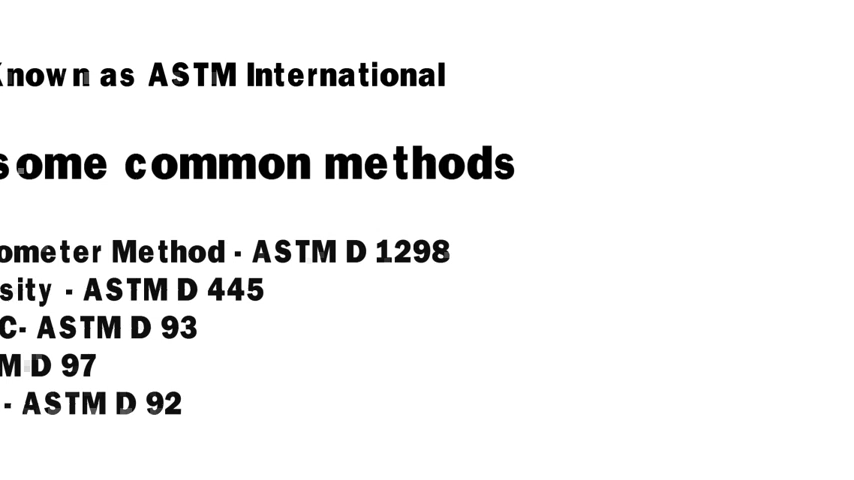 Known as ASTM International
some common methods
ometer Method - ASTM D 1298
sity - ASTM D 445
C- ASTM D 93
M D 97
- ASTM D 92